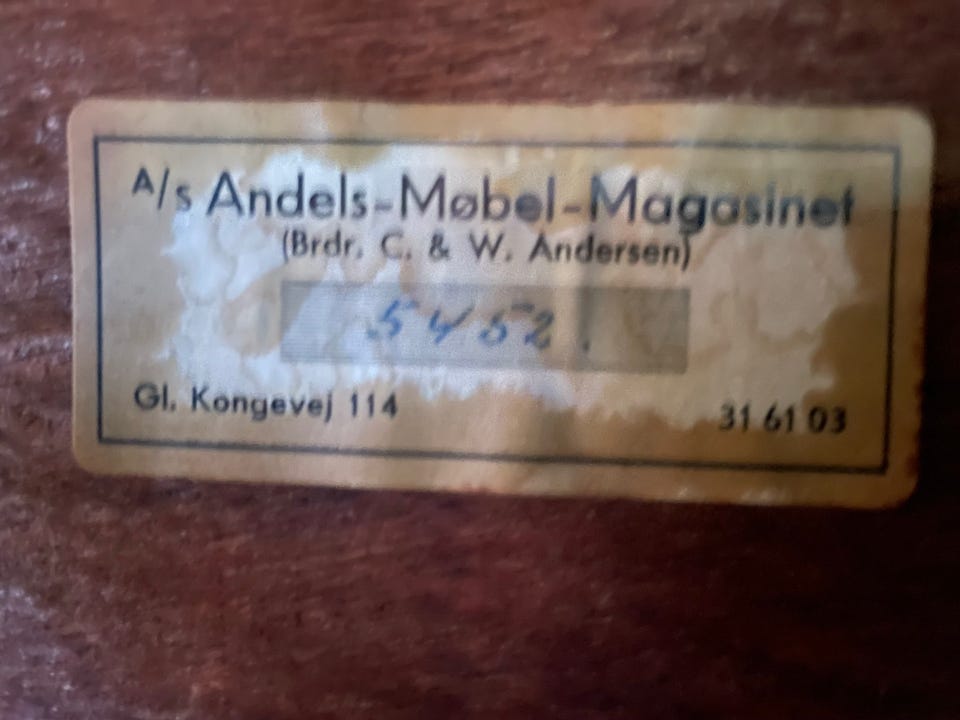 A/s Andels-Møbel-Magasinet
(Brdr. C. & W. Andersen)
5452.
Gl. Kongevej 114
31 61 03